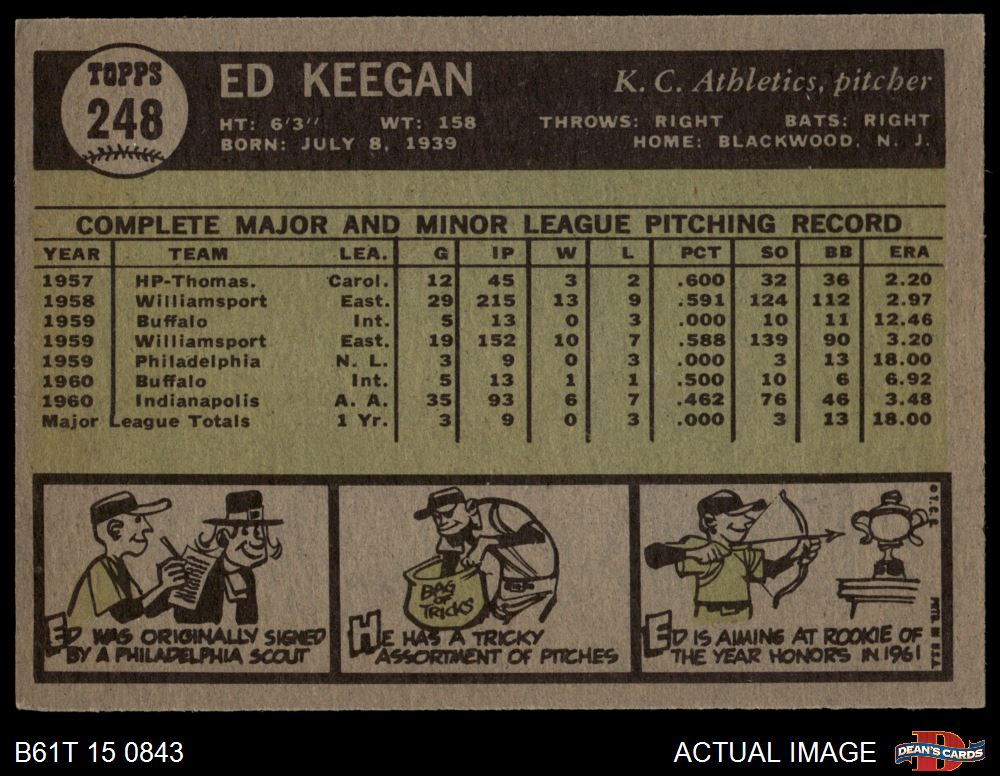 TOPPS
248
ED KEEGAN
K. C. Athletics, pitcher
HT: 6'3" WT: 158 THROWS: RIGHT BATS: RIGHT
BORN: JULY 8, 1939 HOME: BLACKWOOD, N. J.
COMPLETE MAJOR AND MINOR LEAGUE PITCHING RECORD
YEAR TEAM LEA. G IP W L PCT SO BB ERA
1957 HP-Thomas. Carol. 12 45 3 2 .600 32 36 2.20
1958 Williamsport East. 29 215 13 9 .591 124 112 2.97
1959 Buffalo Int. 5 13 0 3 .000 10 11 12.46
1959 Williamsport East. 19 152 10 7 .588 139 90 3.20
1959 Philadelphia N. L. 3 9 0 3 .000 3 13 18.00
1960 Buffalo Int. 5 13 1 1 .500 10 6 6.92
1960 Indianapolis A. A. 35 93 6 7 .462 76 46 3.48
Major League Totals 1 Yr. 3 9 0 3 .000 3 13 18.00
ED WAS ORIGINALLY SIGNED
BY A PHILADELPHIA SCOUT
BAG
OF
TRICKS
HE HAS A TRICKY
ASSORTMENT OF PITCHES
ED IS AIMING AT ROOKIE OF
THE YEAR HONORS IN 1961
© T.C.G.
PRTD. IN U.S.A.
B61T 15 0843
ACTUAL IMAGE
DEAN'S CARDS